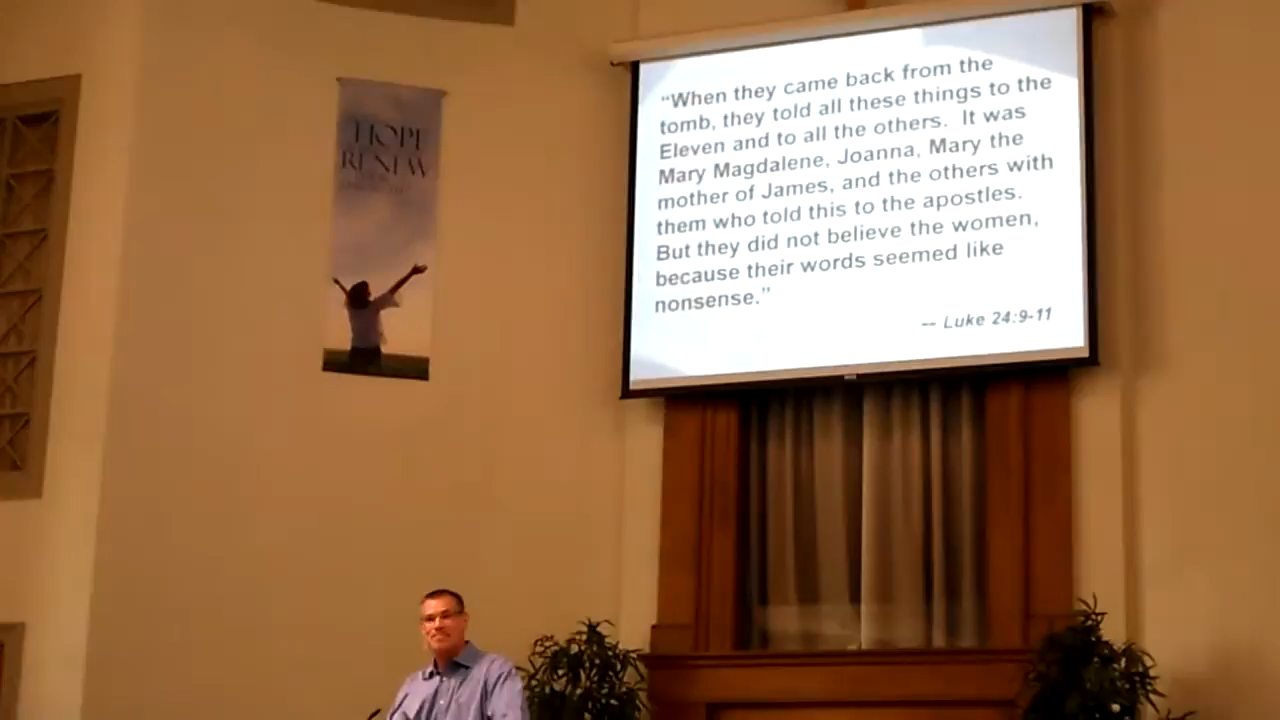 HOPE
RENEW
“When they came back from the
tomb, they told all these things to the
Eleven and to all the others.  It was
Mary Magdalene, Joanna, Mary the
mother of James, and the others with
them who told this to the apostles.
But they did not believe the women,
because their words seemed like
nonsense.”
-- Luke 24:9-11